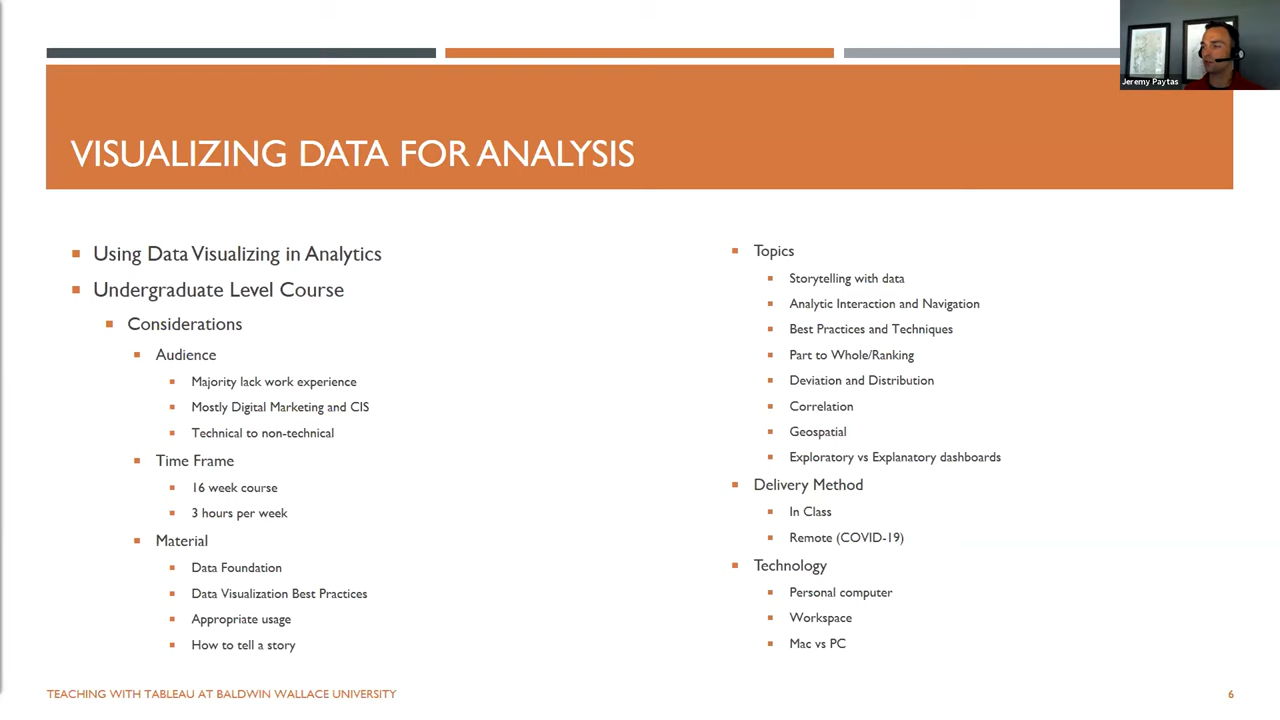 Jeremy Paytas
VISUALIZING DATA FOR ANALYSIS
Using Data Visualizing in Analytics
Undergraduate Level Course
Considerations
Audience
Majority lack work experience
Mostly Digital Marketing and CIS
Technical to non-technical
Time Frame
16 week course
3 hours per week
Material
Data Foundation
Data Visualization Best Practices
Appropriate usage
How to tell a story
Topics
Storytelling with data
Analytic Interaction and Navigation
Best Practices and Techniques
Part to Whole/Ranking
Deviation and Distribution
Correlation
Geospatial
Exploratory vs Explanatory dashboards
Delivery Method
In Class
Remote (COVID-19)
Technology
Personal computer
Workspace
Mac vs PC
TEACHING WITH TABLEAU AT BALDWIN WALLACE UNIVERSITY
6